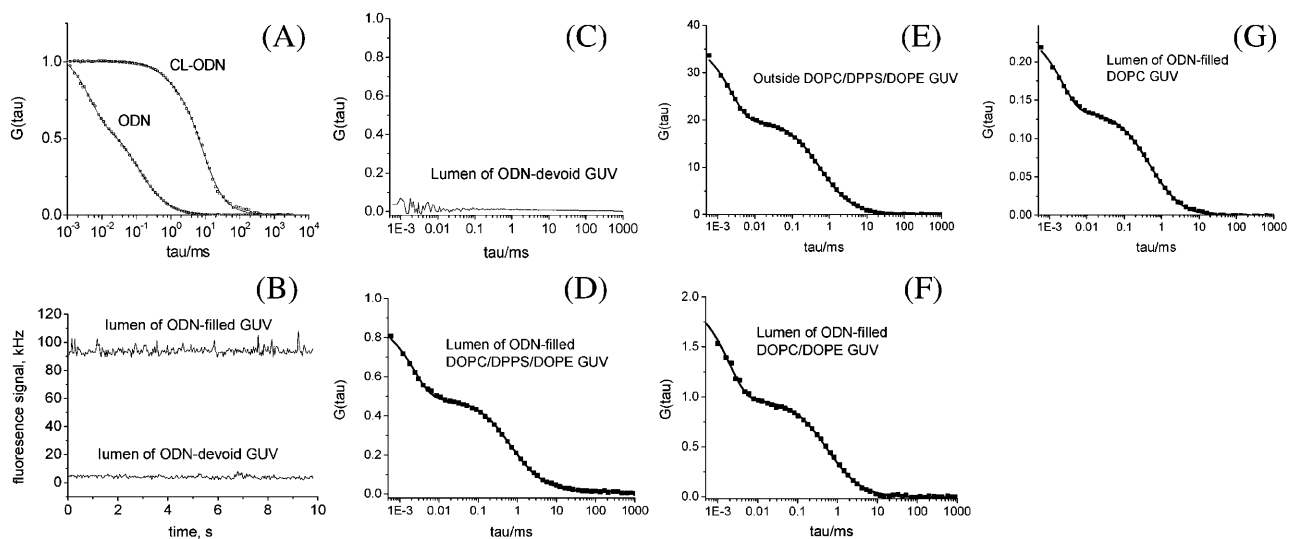 (A)
CL-ODN
ODN
G(tau)
1.0
0.5
0.0
10⁻³ 10⁻² 10⁻¹ 10⁰ 10¹ 10² 10³ 10⁴
tau/ms
(B)
lumen of ODN-filled GUV
lumen of ODN-devoid GUV
fluoresence signal, kHz
120
100
80
60
40
20
0
0 2 4 6 8 10
time, s
(C)
Lumen of ODN-devoid GUV
G(tau)
1.0
0.8
0.6
0.4
0.2
0.0
1E-3 0.01 0.1 1 10 100 1000
tau/ms
(D)
Lumen of ODN-filled
DOPC/DPPS/DOPE GUV
G(tau)
1.0
0.8
0.6
0.4
0.2
0.0
1E-3 0.01 0.1 1 10 100 1000
tau/ms
(E)
Outside DOPC/DPPS/DOPE GUV
G(tau)
40
30
20
10
0
1E-3 0.01 0.1 1 10 100 1000
tau/ms
(F)
Lumen of ODN-filled
DOPC/DOPE GUV
G(tau)
2.0
1.5
1.0
0.5
0.0
1E-3 0.01 0.1 1 10 100 1000
tau/ms
(G)
Lumen of ODN-filled
DOPC GUV
G(tau)
0.20
0.15
0.10
0.05
0.00
1E-3 0.01 0.1 1 10 100 1000
tau/ms